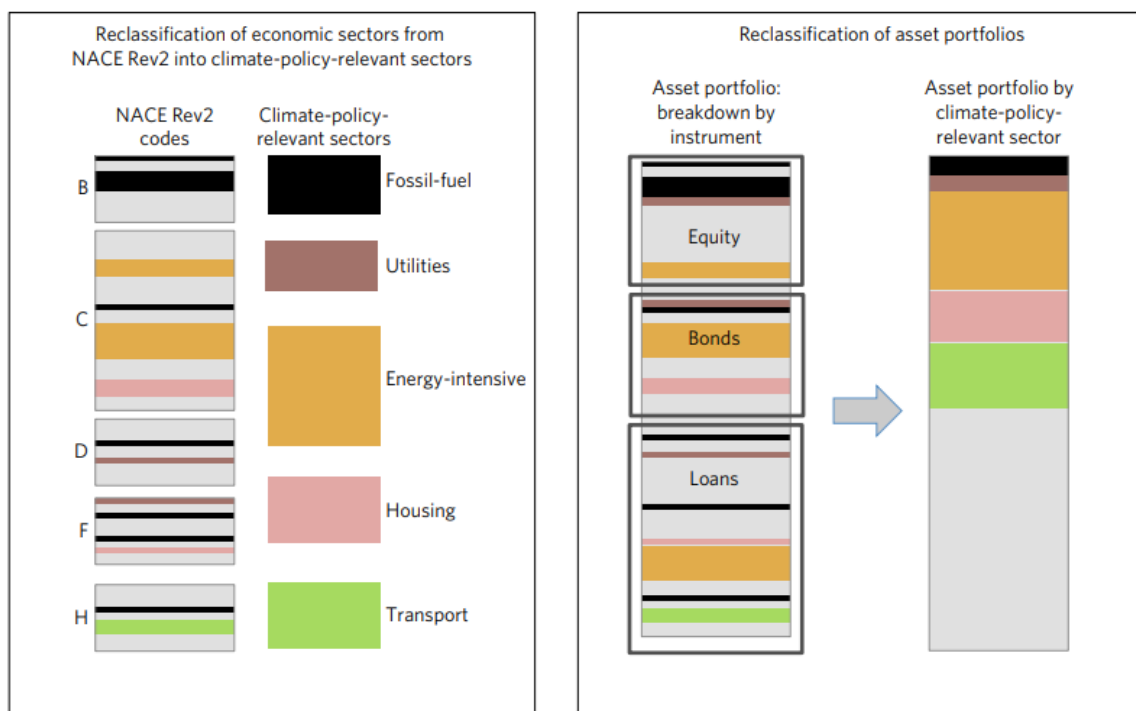 Reclassification of economic sectors from
NACE Rev2 into climate-policy-relevant sectors
NACE Rev2
codes
Climate-policy-
relevant sectors
B
C
D
F
H
Fossil-fuel
Utilities
Energy-intensive
Housing
Transport
Reclassification of asset portfolios
Asset portfolio:
breakdown by
instrument
Asset portfolio by
climate-policy-
relevant sector
Equity
Bonds
Loans